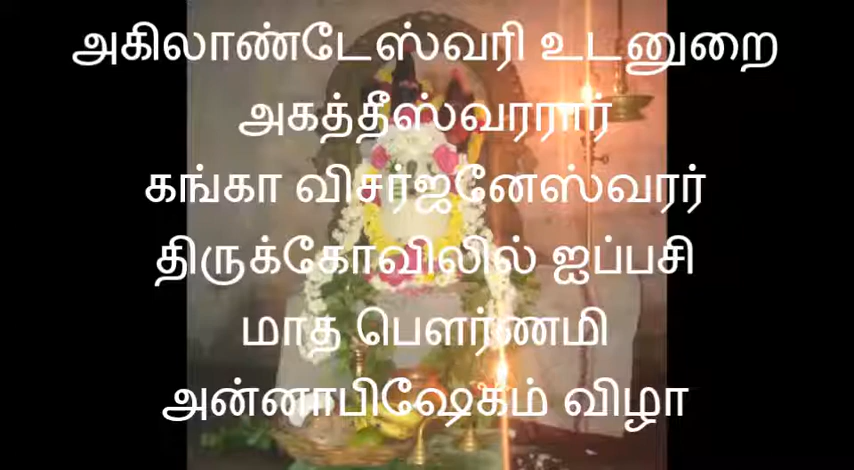 அகிலாண்டேஸ்வரி உடனுறை
அகத்தீஸ்வரரார்
கங்கா விசர்ஜனேஸ்வரர்
திருக்கோவிலில் ஐப்பசி
மாத பௌர்ணமி
அன்னாபிஷேகம் விழா